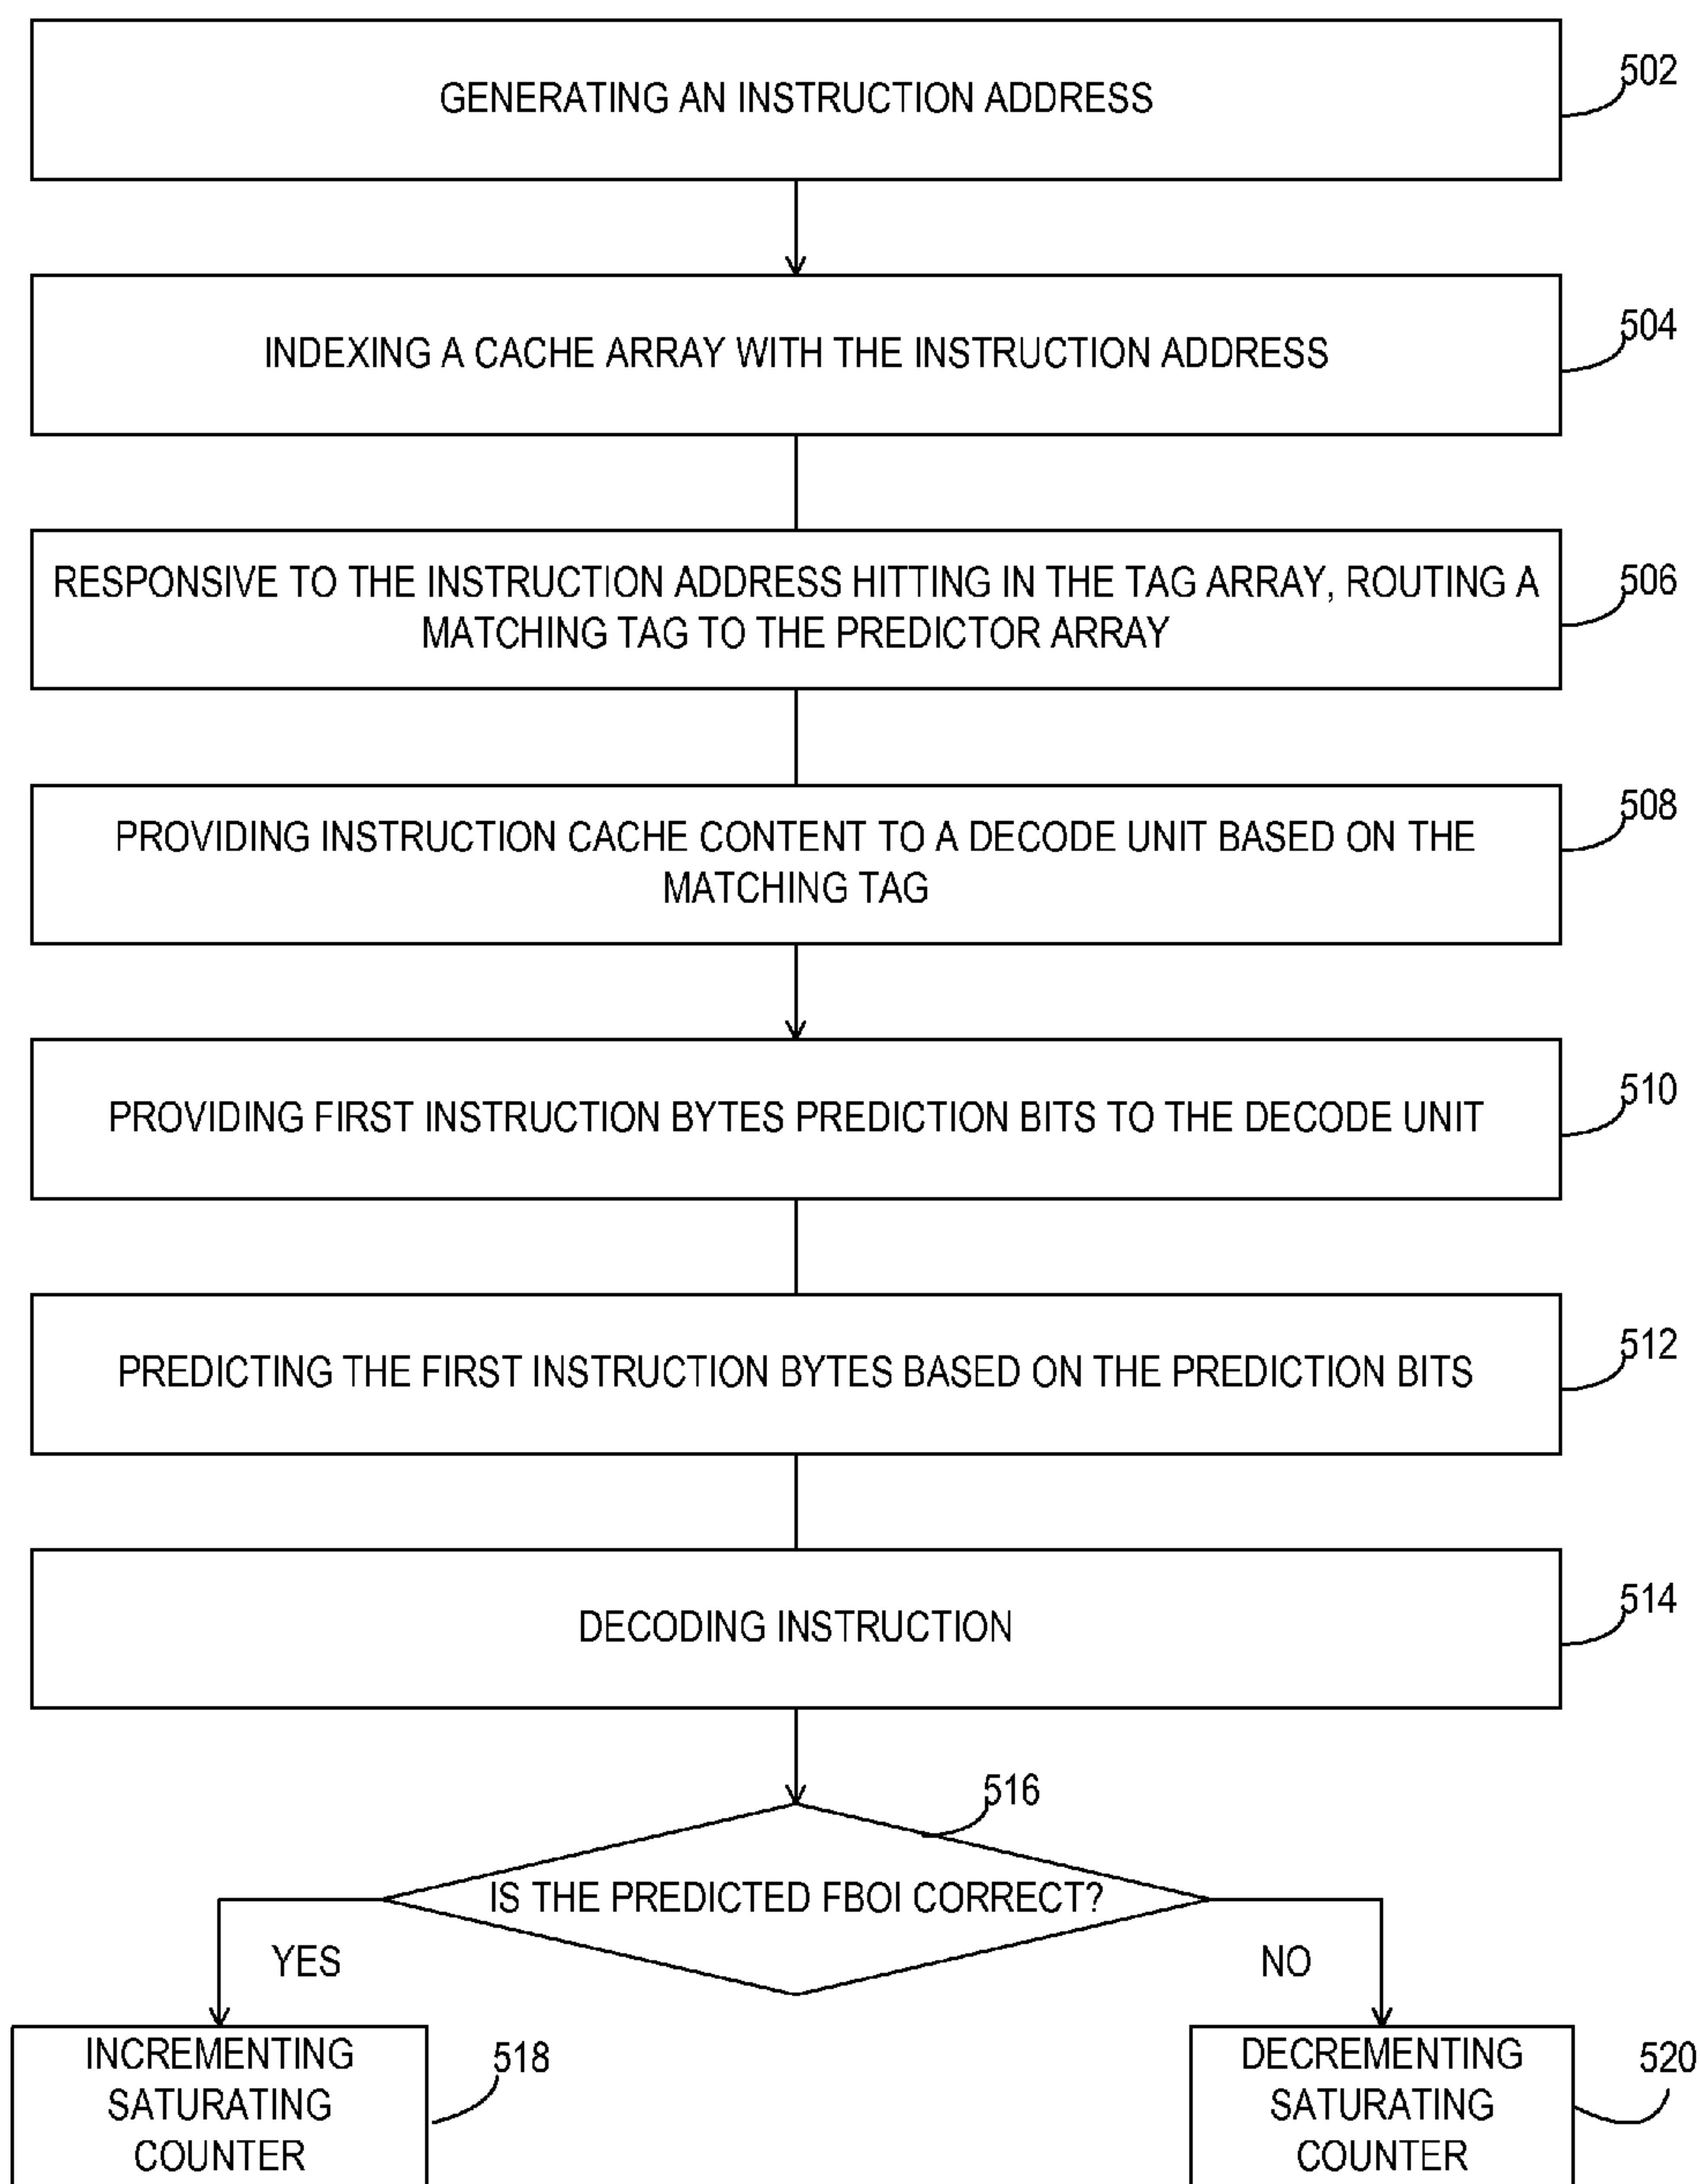 GENERATING AN INSTRUCTION ADDRESS
502
INDEXING A CACHE ARRAY WITH THE INSTRUCTION ADDRESS
504
RESPONSIVE TO THE INSTRUCTION ADDRESS HITTING IN THE TAG ARRAY, ROUTING A
MATCHING TAG TO THE PREDICTOR ARRAY
506
PROVIDING INSTRUCTION CACHE CONTENT TO A DECODE UNIT BASED ON THE
MATCHING TAG
508
PROVIDING FIRST INSTRUCTION BYTES PREDICTION BITS TO THE DECODE UNIT
510
PREDICTING THE FIRST INSTRUCTION BYTES BASED ON THE PREDICTION BITS
512
DECODING INSTRUCTION
514
516
IS THE PREDICTED FBOI CORRECT?
YES
NO
INCREMENTING
SATURATING
COUNTER
518
DECREMENTING
SATURATING
COUNTER
520